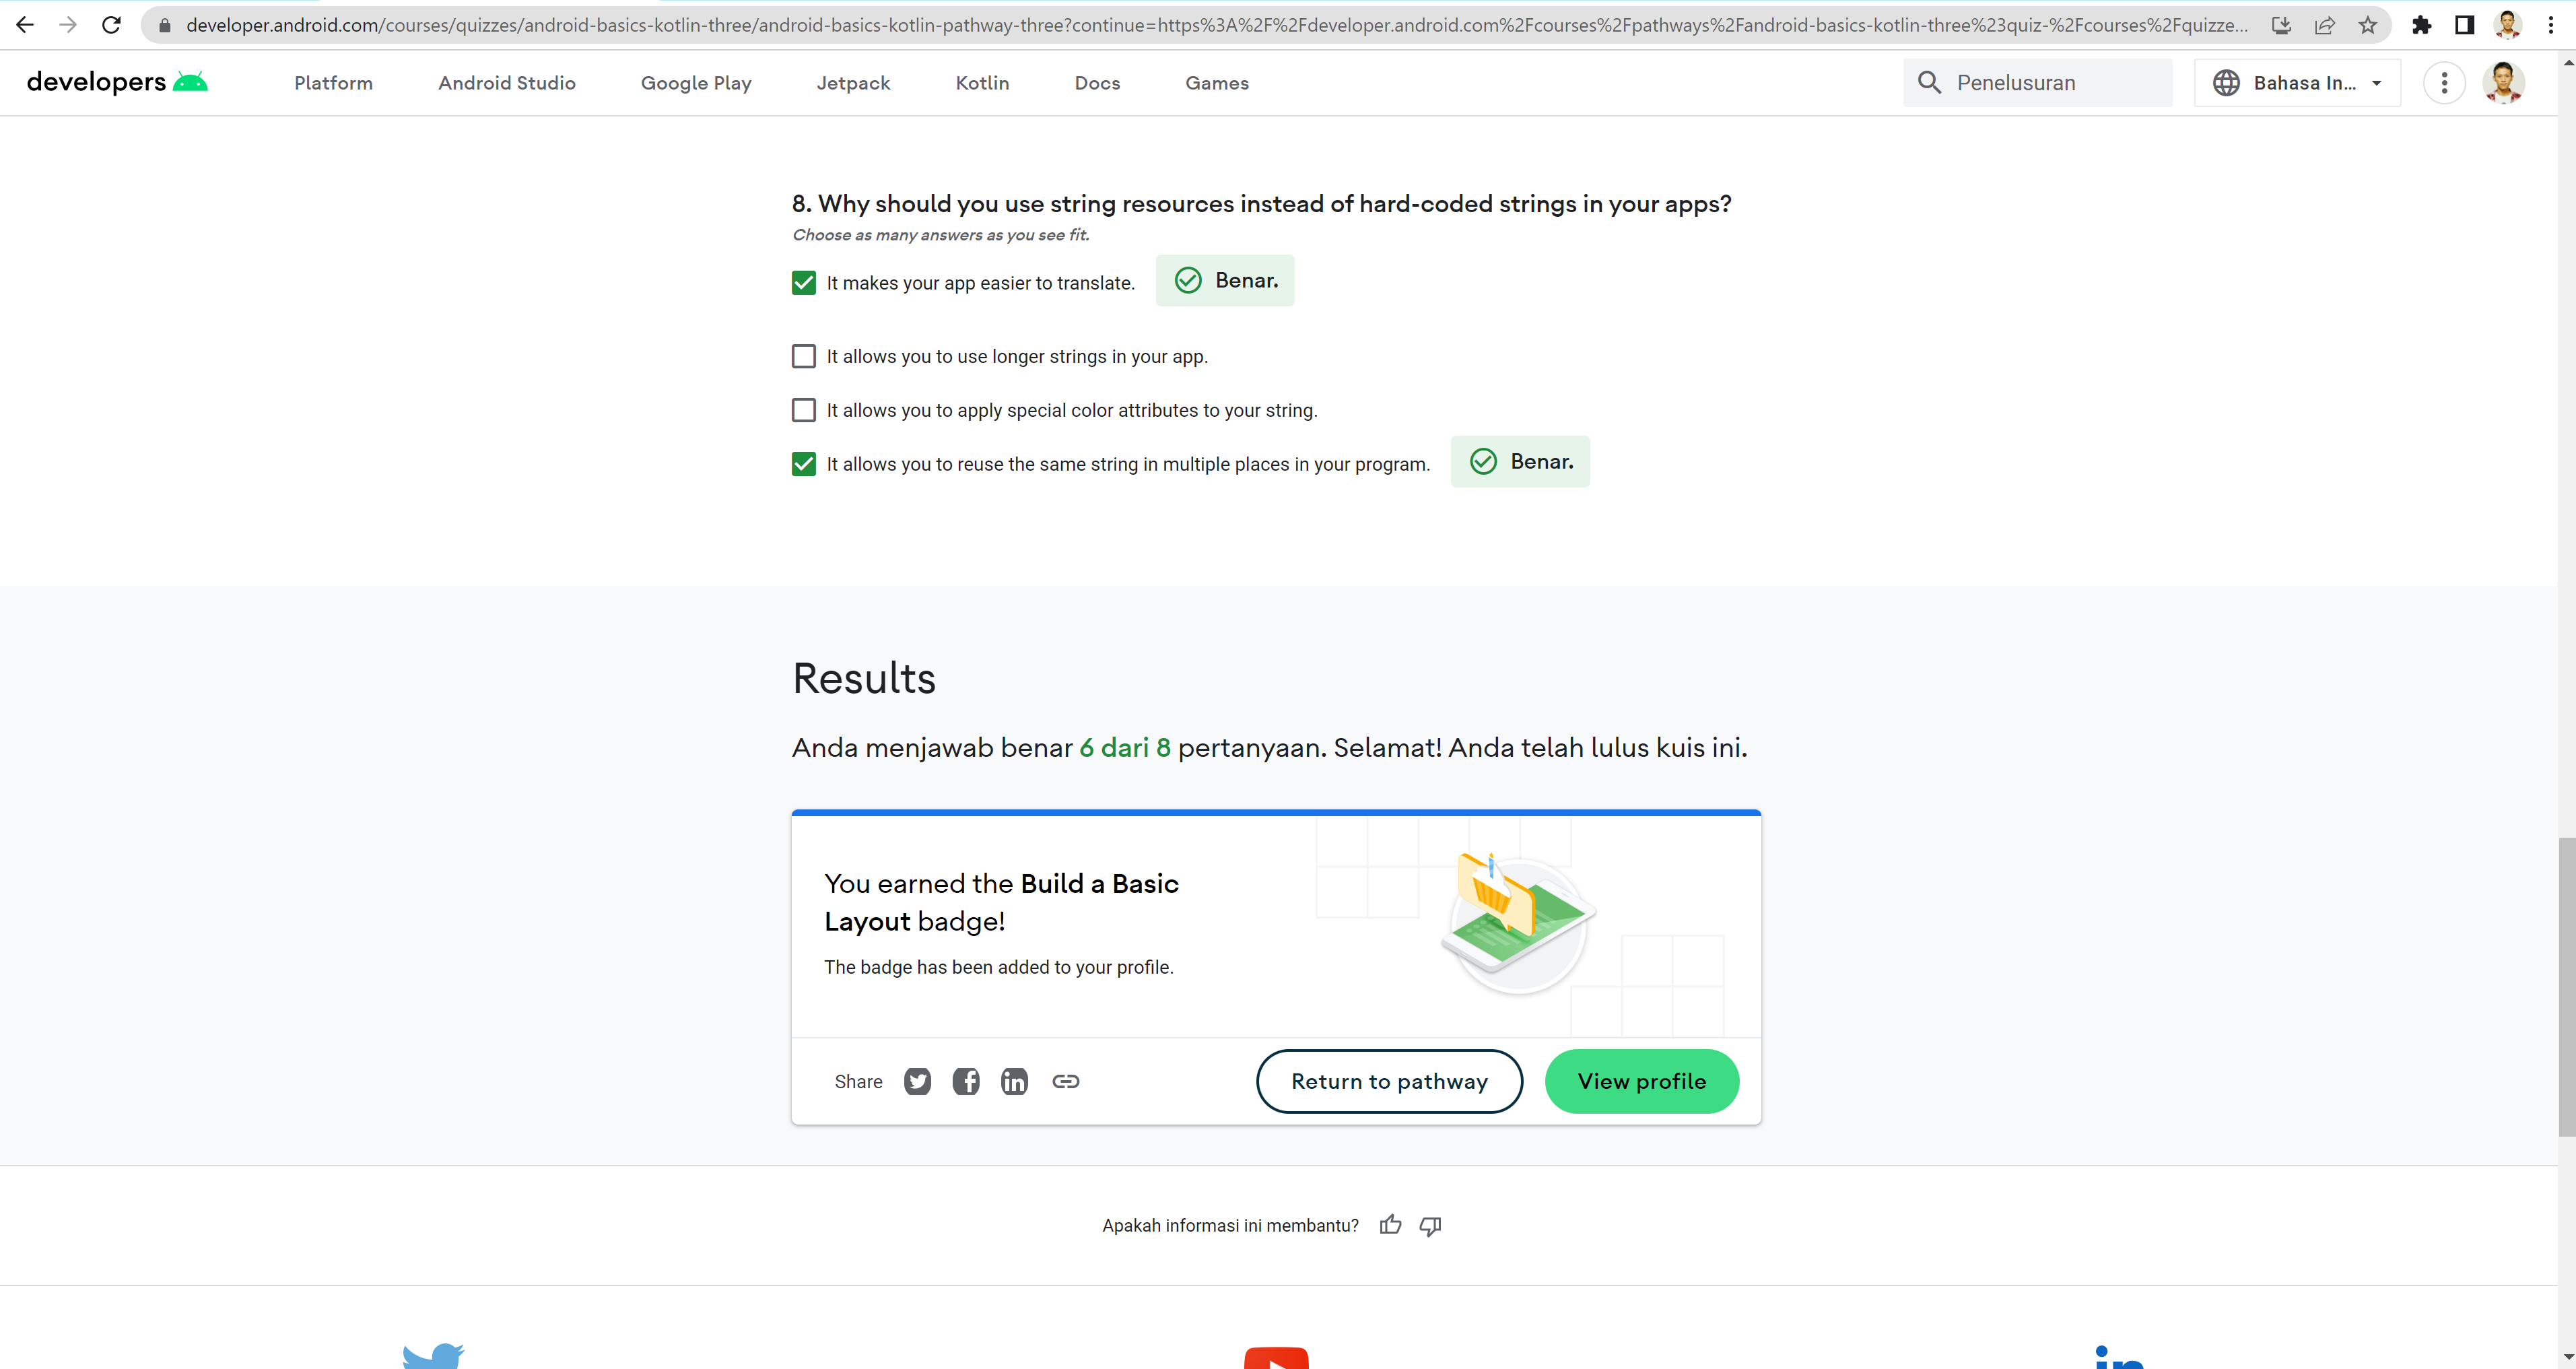 developer.android.com/courses/quizzes/android-basics-kotlin-three/android-basics-kotlin-pathway-three?continue=https%3A%2F%2Fdeveloper.android.com%2Fcourses%2Fpathways%2Fandroid-basics-kotlin-three%23quiz-%2Fcourses%2Fquizze...
developers Platform Android Studio Google Play Jetpack Kotlin Docs Games Penelusuran Bahasa In...
8. Why should you use string resources instead of hard-coded strings in your apps?
Choose as many answers as you see fit.
It makes your app easier to translate. Benar.
It allows you to use longer strings in your app.
It allows you to apply special color attributes to your string.
It allows you to reuse the same string in multiple places in your program. Benar.
Results
Anda menjawab benar 6 dari 8 pertanyaan. Selamat! Anda telah lulus kuis ini.
You earned the Build a Basic
Layout badge!
The badge has been added to your profile.
Share Return to pathway View profile
Apakah informasi ini membantu?